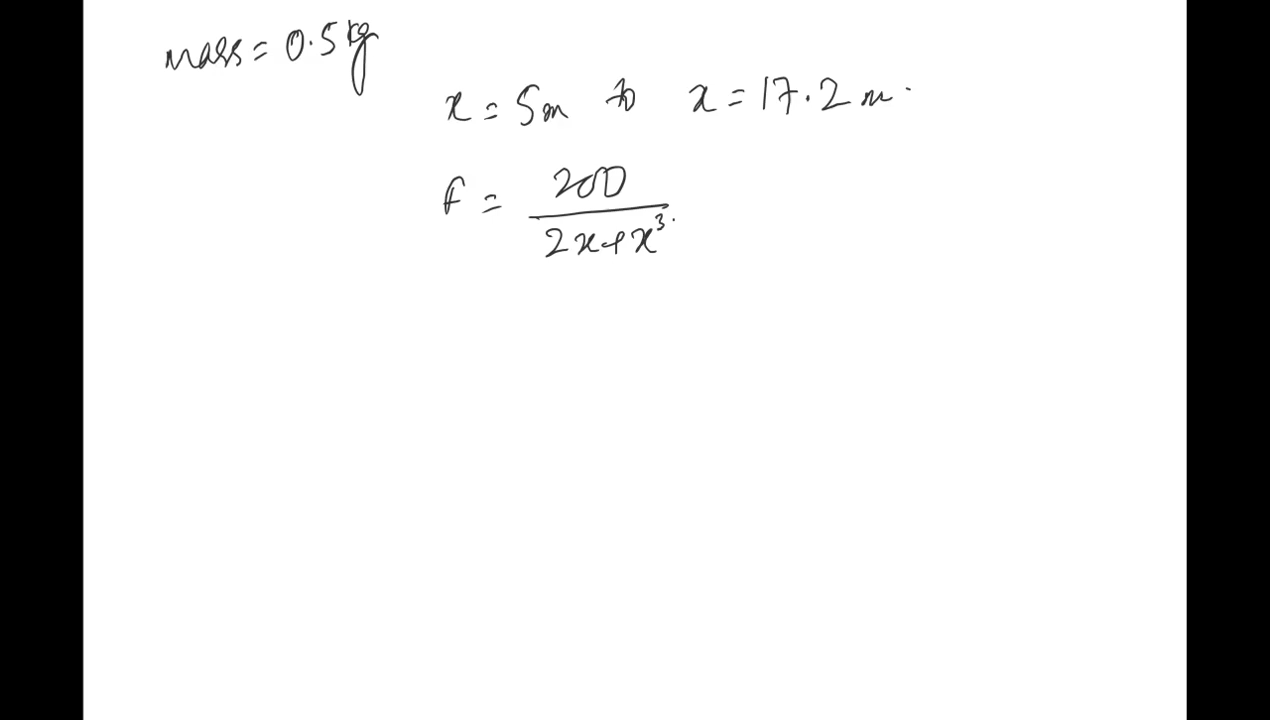 mass = 0.5 kg
x = 5m to x = 17.2 m.
F = 200 / 2x+x³.